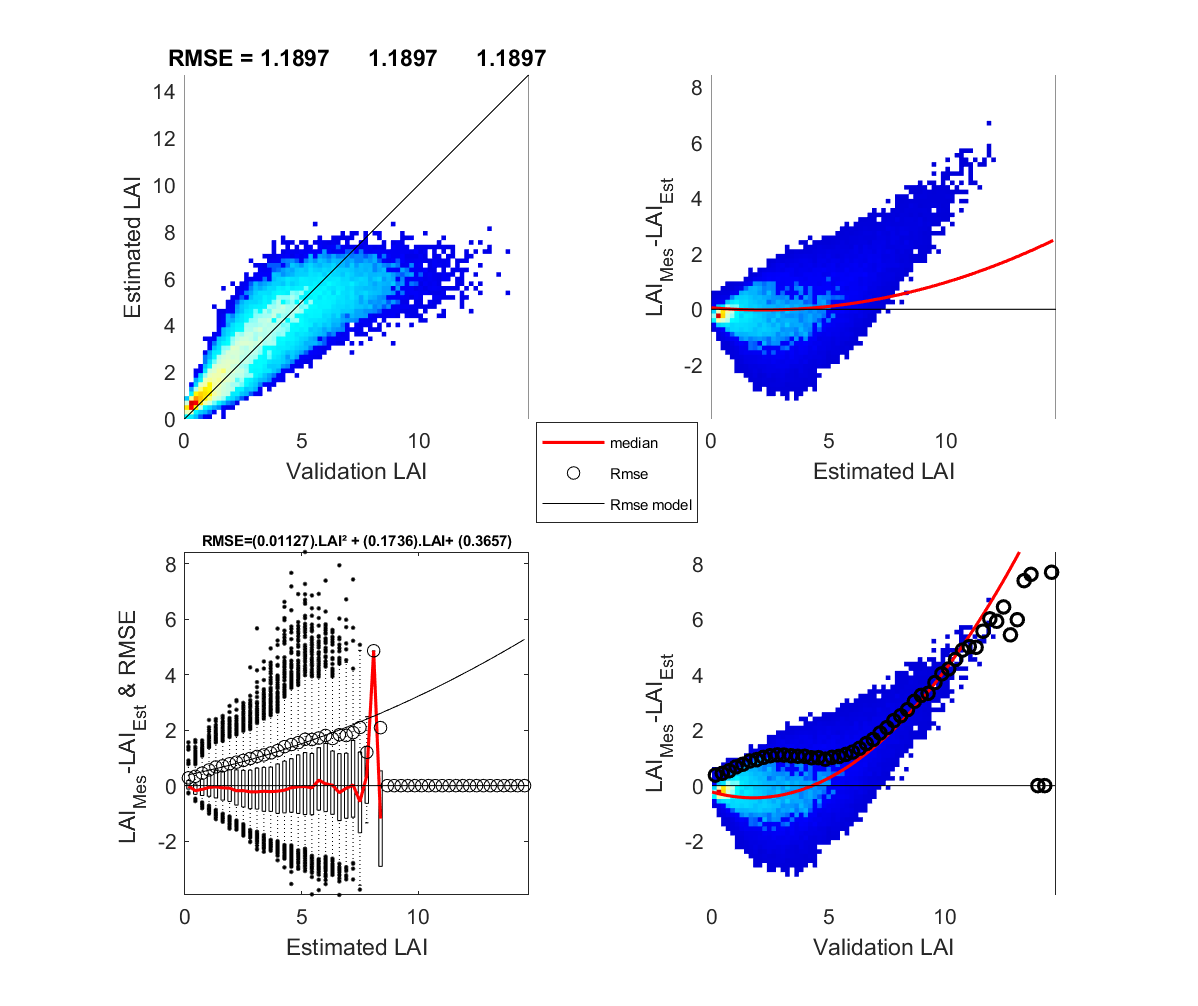 RMSE = 1.1897 1.1897 1.1897
14
12
10
8
6
4
2
0
Estimated LAI
0 5 10
Validation LAI
8
6
4
2
0
-2
LAI_Mes-LAI_Est
0 5 10
Estimated LAI
median
Rmse
Rmse model
RMSE=(0.01127).LAI² + (0.1736).LAI+ (0.3657)
8
6
4
2
0
-2
LAI_Mes-LAI_Est & RMSE
0 5 10
Estimated LAI
8
6
4
2
0
-2
LAI_Mes-LAI_Est
0 5 10
Validation LAI